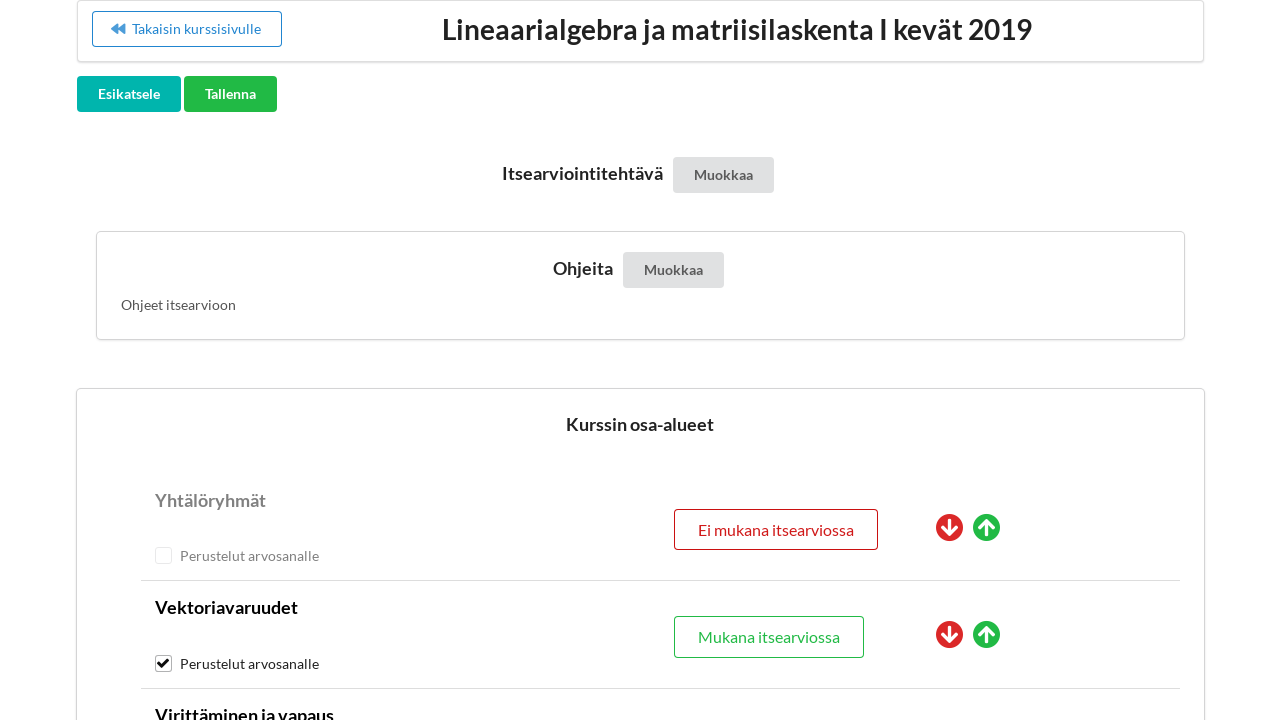 Takaisin kurssisivulle
Lineaarialgebra ja matriisilaskenta I kevät 2019
Esikatsele
Tallenna
Itsearviointitehtävä
Muokkaa
Ohjeita
Muokkaa
Ohjeet itsearvioon
Kurssin osa-alueet
Yhtälöryhmät
Ei mukana itsearviossa
Perustelut arvosanalle
Vektoriavaruudet
Mukana itsearviossa
Perustelut arvosanalle
Virittäminen ja vapaus